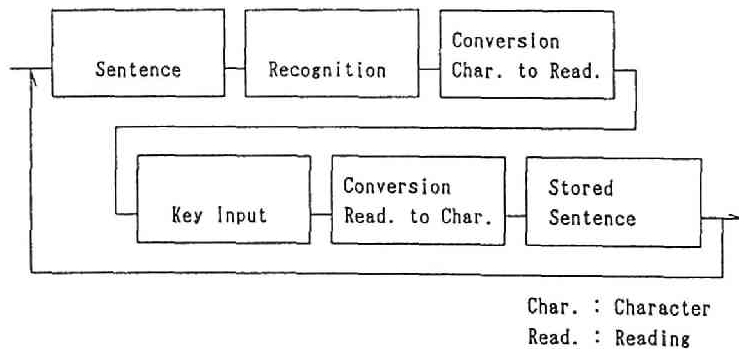 Sentence
Recognition
Conversion
Char. to Read.
Key Input
Conversion
Read. to Char.
Stored
Sentence
Char. : Character
Read. : Reading